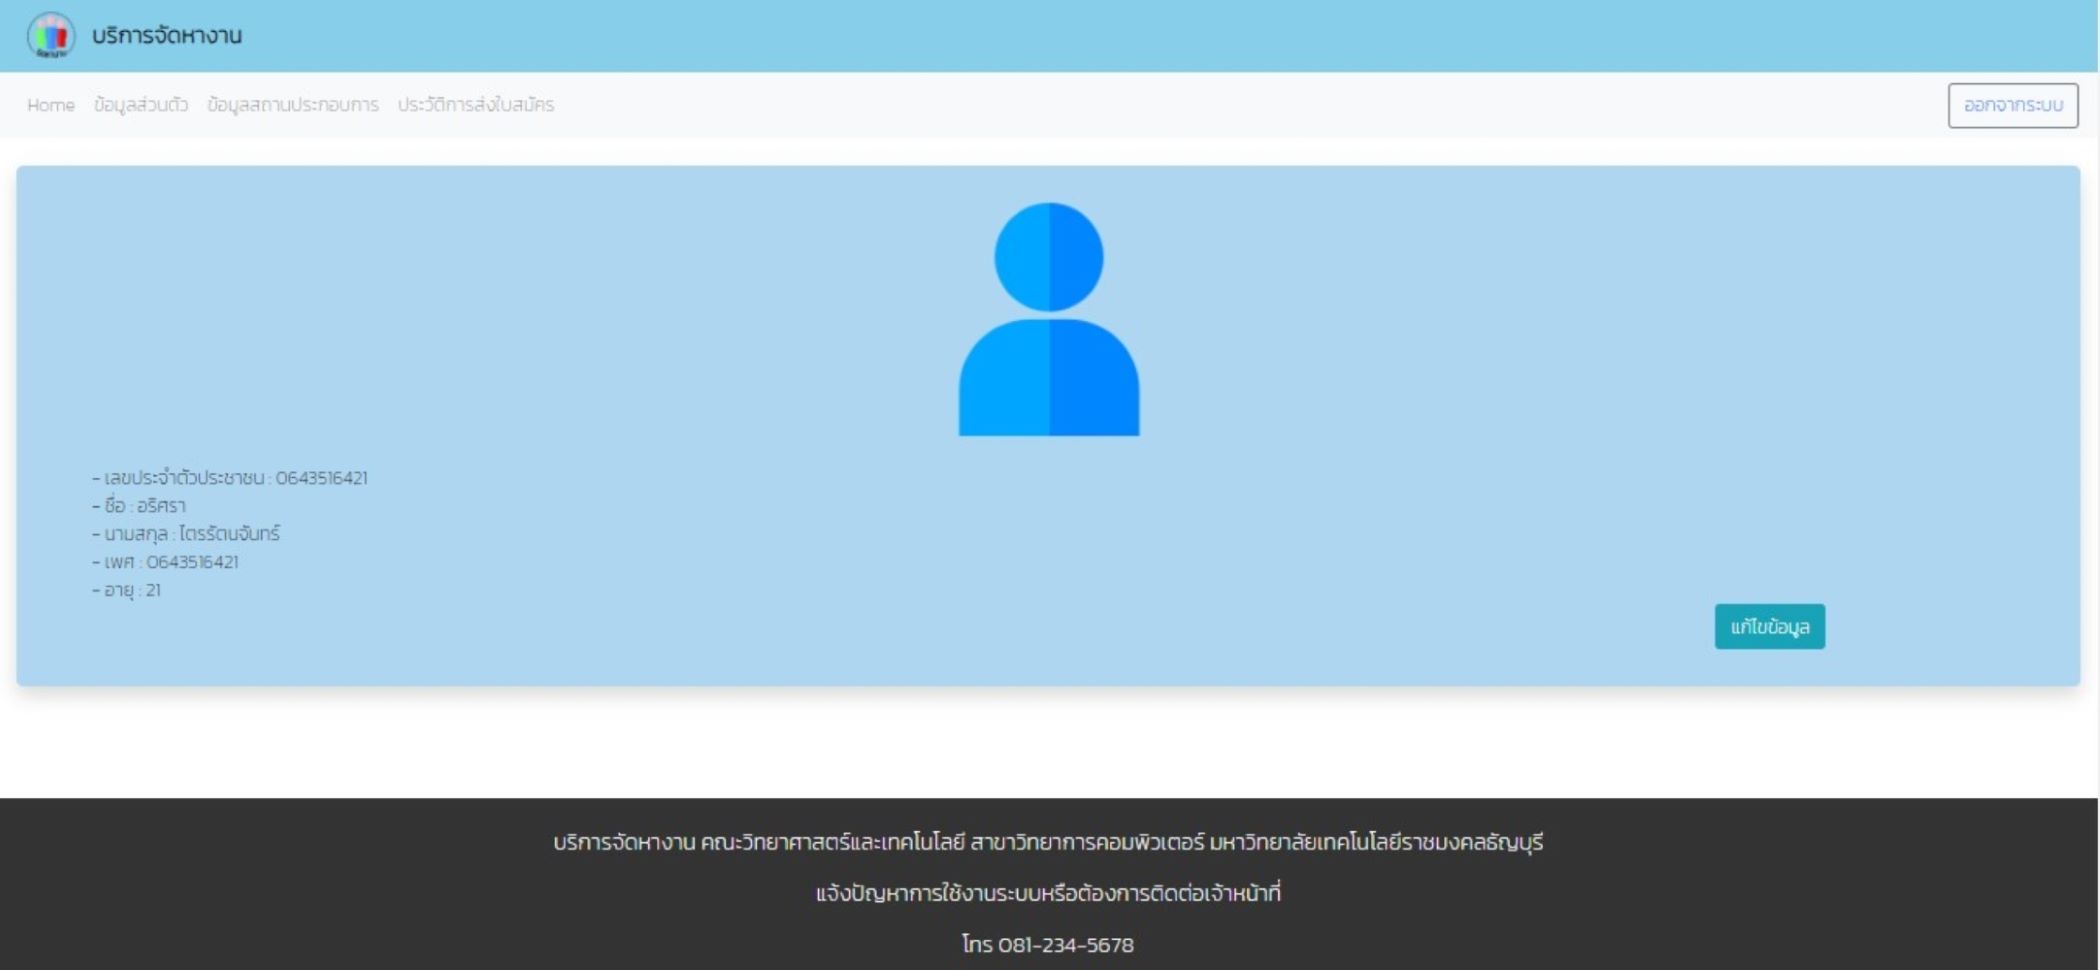 บริการจัดหางาน
Home ข้อมูลส่วนตัว ข้อมูลสถานประกอบการ ประวัติการส่งใบสมัคร
ออกจากระบบ
- เลขประจำตัวประชาชน : 0643516421
- ชื่อ : อริศรา
- นามสกุล : ไตรรัตนจันทร์
- เพศ : 0643516421
- อายุ : 21
แก้ไขข้อมูล
บริการจัดหางาน คณะวิทยาศาสตร์และเทคโนโลยี สาขาวิทยาการคอมพิวเตอร์ มหาวิทยาลัยเทคโนโลยีราชมงคลธัญบุรี
แจ้งปัญหาการใช้งานระบบหรือต้องการติดต่อเจ้าหน้าที่
โทร 081-234-5678